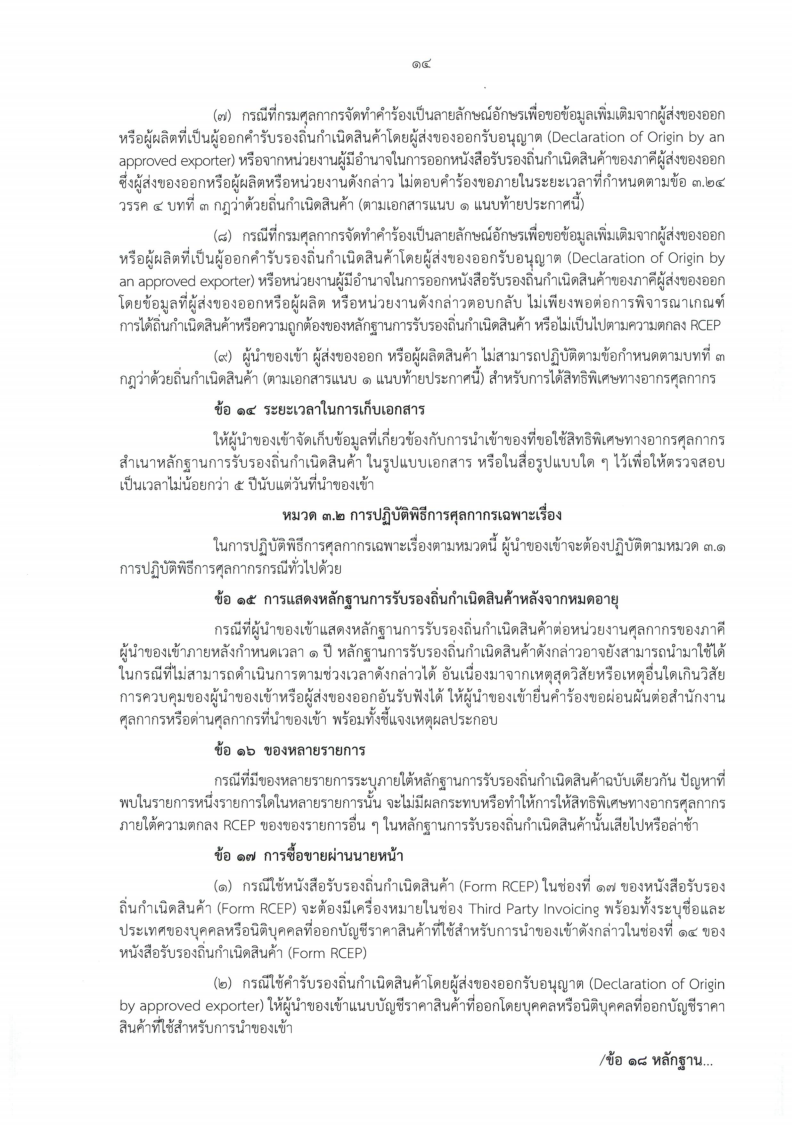 ๑๔
(๗) กรณีที่กรมศุลกากรจัดทำคำร้องเป็นลายลักษณ์อักษรเพื่อขอข้อมูลเพิ่มเติมจากผู้ส่งของออก
หรือผู้ผลิตที่เป็นผู้ออกคำรับรองถิ่นกำเนิดสินค้าโดยผู้ส่งของออกรับอนุญาต (Declaration of Origin by an
approved exporter) หรือจากหน่วยงานผู้มีอำนาจในการออกหนังสือรับรองถิ่นกำเนิดสินค้าของภาคีผู้ส่งของออก
ซึ่งผู้ส่งของออกหรือผู้ผลิตหรือหน่วยงานดังกล่าว ไม่ตอบคำร้องขอภายในระยะเวลาที่กำหนดตามข้อ ๓.๒๔
วรรค ๔ บทที่ ๓ กฎว่าด้วยถิ่นกำเนิดสินค้า (ตามเอกสารแนบ ๑ แนบท้ายประกาศนี้)
(๘) กรณีที่กรมศุลกากรจัดทำคำร้องเป็นลายลักษณ์อักษรเพื่อขอข้อมูลเพิ่มเติมจากผู้ส่งของออก
หรือผู้ผลิตที่เป็นผู้ออกคำรับรองถิ่นกำเนิดสินค้าโดยผู้ส่งของออกรับอนุญาต (Declaration of Origin by
an approved exporter) หรือหน่วยงานผู้มีอำนาจในการออกหนังสือรับรองถิ่นกำเนิดสินค้าของภาคีผู้ส่งของออก
โดยข้อมูลที่ผู้ส่งของออกหรือผู้ผลิต หรือหน่วยงานดังกล่าวตอบกลับ ไม่เพียงพอต่อการพิจารณาเกณฑ์
การได้ถิ่นกำเนิดสินค้าหรือความถูกต้องของหลักฐานการรับรองถิ่นกำเนิดสินค้า หรือไม่เป็นไปตามความตกลง RCEP
(๙) ผู้นำของเข้า ผู้ส่งของออก หรือผู้ผลิตสินค้า ไม่สามารถปฏิบัติตามข้อกำหนดตามบทที่ ๓
กฎว่าด้วยถิ่นกำเนิดสินค้า (ตามเอกสารแนบ ๑ แนบท้ายประกาศนี้) สำหรับการได้สิทธิพิเศษทางอากรศุลกากร
ข้อ ๑๔ ระยะเวลาในการเก็บเอกสาร
ให้ผู้นำของเข้าจัดเก็บข้อมูลที่เกี่ยวข้องกับการนำเข้าของที่ขอใช้สิทธิพิเศษทางอากรศุลกากร
สำเนาหลักฐานการรับรองถิ่นกำเนิดสินค้า ในรูปแบบเอกสาร หรือในสื่อรูปแบบใด ๆ ไว้เพื่อให้ตรวจสอบ
เป็นเวลาไม่น้อยกว่า ๕ ปีนับแต่วันที่นำของเข้า
หมวด ๓.๒ การปฏิบัติพิธีการศุลกากรเฉพาะเรื่อง
ในการปฏิบัติพิธีการศุลกากรเฉพาะเรื่องตามหมวดนี้ ผู้นำของเข้าจะต้องปฏิบัติตามหมวด ๓.๑
การปฏิบัติพิธีการศุลกากรกรณีทั่วไปด้วย
ข้อ ๑๕ การแสดงหลักฐานการรับรองถิ่นกำเนิดสินค้าหลังจากหมดอายุ
กรณีที่ผู้นำของเข้าแสดงหลักฐานการรับรองถิ่นกำเนิดสินค้าต่อหน่วยงานศุลกากรของภาคี
ผู้นำของเข้าภายหลังกำหนดเวลา ๑ ปี หลักฐานการรับรองถิ่นกำเนิดสินค้าดังกล่าวอาจยังสามารถนำมาใช้ได้
ในกรณีที่ไม่สามารถดำเนินการตามช่วงเวลาดังกล่าวได้ อันเนื่องมาจากเหตุสุดวิสัยหรือเหตุอื่นใดเกินวิสัย
การควบคุมของผู้นำของเข้าหรือผู้ส่งของออกอันรับฟังได้ ให้ผู้นำของเข้ายื่นคำร้องขอผ่อนผันต่อสำนักงาน
ศุลกากรหรือด่านศุลกากรที่นำของเข้า พร้อมทั้งชี้แจงเหตุผลประกอบ
ข้อ ๑๖ ของหลายรายการ
กรณีที่มีของหลายรายการระบุภายใต้หลักฐานการรับรองถิ่นกำเนิดสินค้าฉบับเดียวกัน ปัญหาที่
พบในรายการหนึ่งรายการใดในหลายรายการนั้น จะไม่มีผลกระทบหรือทำให้การให้สิทธิพิเศษทางอากรศุลกากร
ภายใต้ความตกลง RCEP ของของรายการอื่น ๆ ในหลักฐานการรับรองถิ่นกำเนิดสินค้านั้นเสียไปหรือล่าช้า
ข้อ ๑๗ การซื้อขายผ่านนายหน้า
(๑) กรณีใช้หนังสือรับรองถิ่นกำเนิดสินค้า (Form RCEP) ในช่องที่ ๑๗ ของหนังสือรับรอง
ถิ่นกำเนิดสินค้า (Form RCEP) จะต้องมีเครื่องหมายในช่อง Third Party Invoicing พร้อมทั้งระบุชื่อและ
ประเทศของบุคคลหรือนิติบุคคลที่ออกบัญชีราคาสินค้าที่ใช้สำหรับการนำของเข้าดังกล่าวในช่องที่ ๑๔ ของ
หนังสือรับรองถิ่นกำเนิดสินค้า (Form RCEP)
(๒) กรณีใช้คำรับรองถิ่นกำเนิดสินค้าโดยผู้ส่งของออกรับอนุญาต (Declaration of Origin
by approved exporter) ให้ผู้นำของเข้าแนบบัญชีราคาสินค้าที่ออกโดยบุคคลหรือนิติบุคคลที่ออกบัญชีราคา
สินค้าที่ใช้สำหรับการนำของเข้า
/ข้อ ๑๘ หลักฐาน...